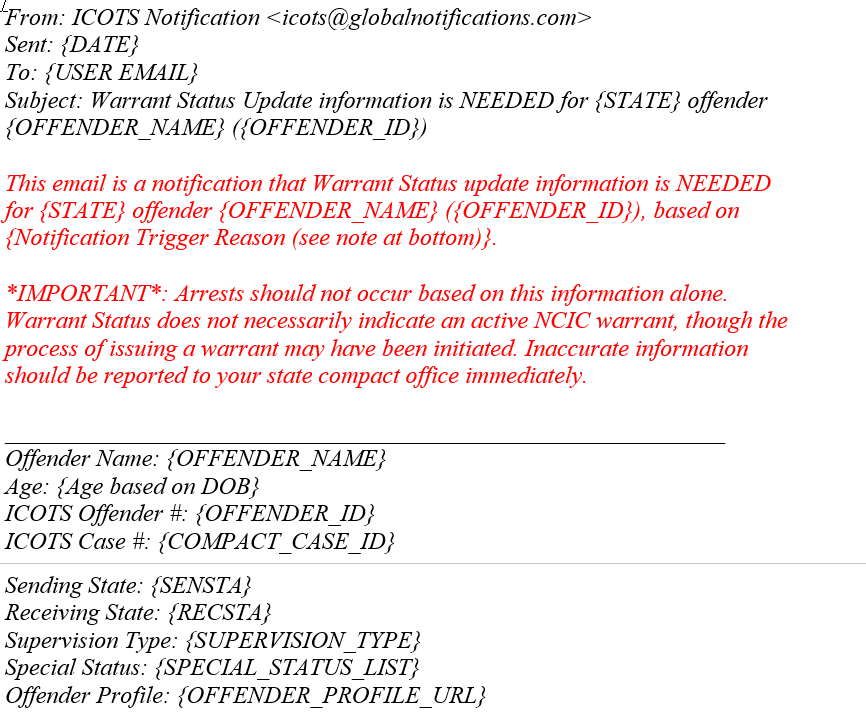 From: ICOTS Notification <icots@globalnotifications.com>
Sent: {DATE}
To: {USER EMAIL}
Subject: Warrant Status Update information is NEEDED for {STATE} offender
{OFFENDER_NAME} ({OFFENDER_ID})
This email is a notification that Warrant Status update information is NEEDED
for {STATE} offender {OFFENDER_NAME} ({OFFENDER_ID}), based on
{Notification Trigger Reason (see note at bottom)}.
*IMPORTANT*: Arrests should not occur based on this information alone.
Warrant Status does not necessarily indicate an active NCIC warrant, though the
process of issuing a warrant may have been initiated. Inaccurate information
should be reported to your state compact office immediately.
Offender Name: {OFFENDER_NAME}
Age: {Age based on DOB}
ICOTS Offender #: {OFFENDER_ID}
ICOTS Case #: {COMPACT_CASE_ID}
Sending State: {SENSTA}
Receiving State: {RECSTA}
Supervision Type: {SUPERVISION_TYPE}
Special Status: {SPECIAL_STATUS_LIST}
Offender Profile: {OFFENDER_PROFILE_URL}